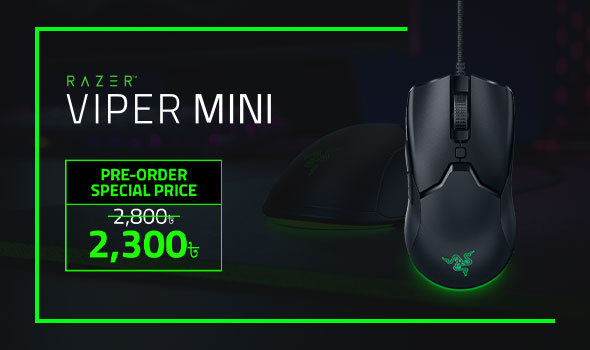 RAZER™
VIPER MINI
PRE-ORDER
SPECIAL PRICE
2,800৳
2,300৳